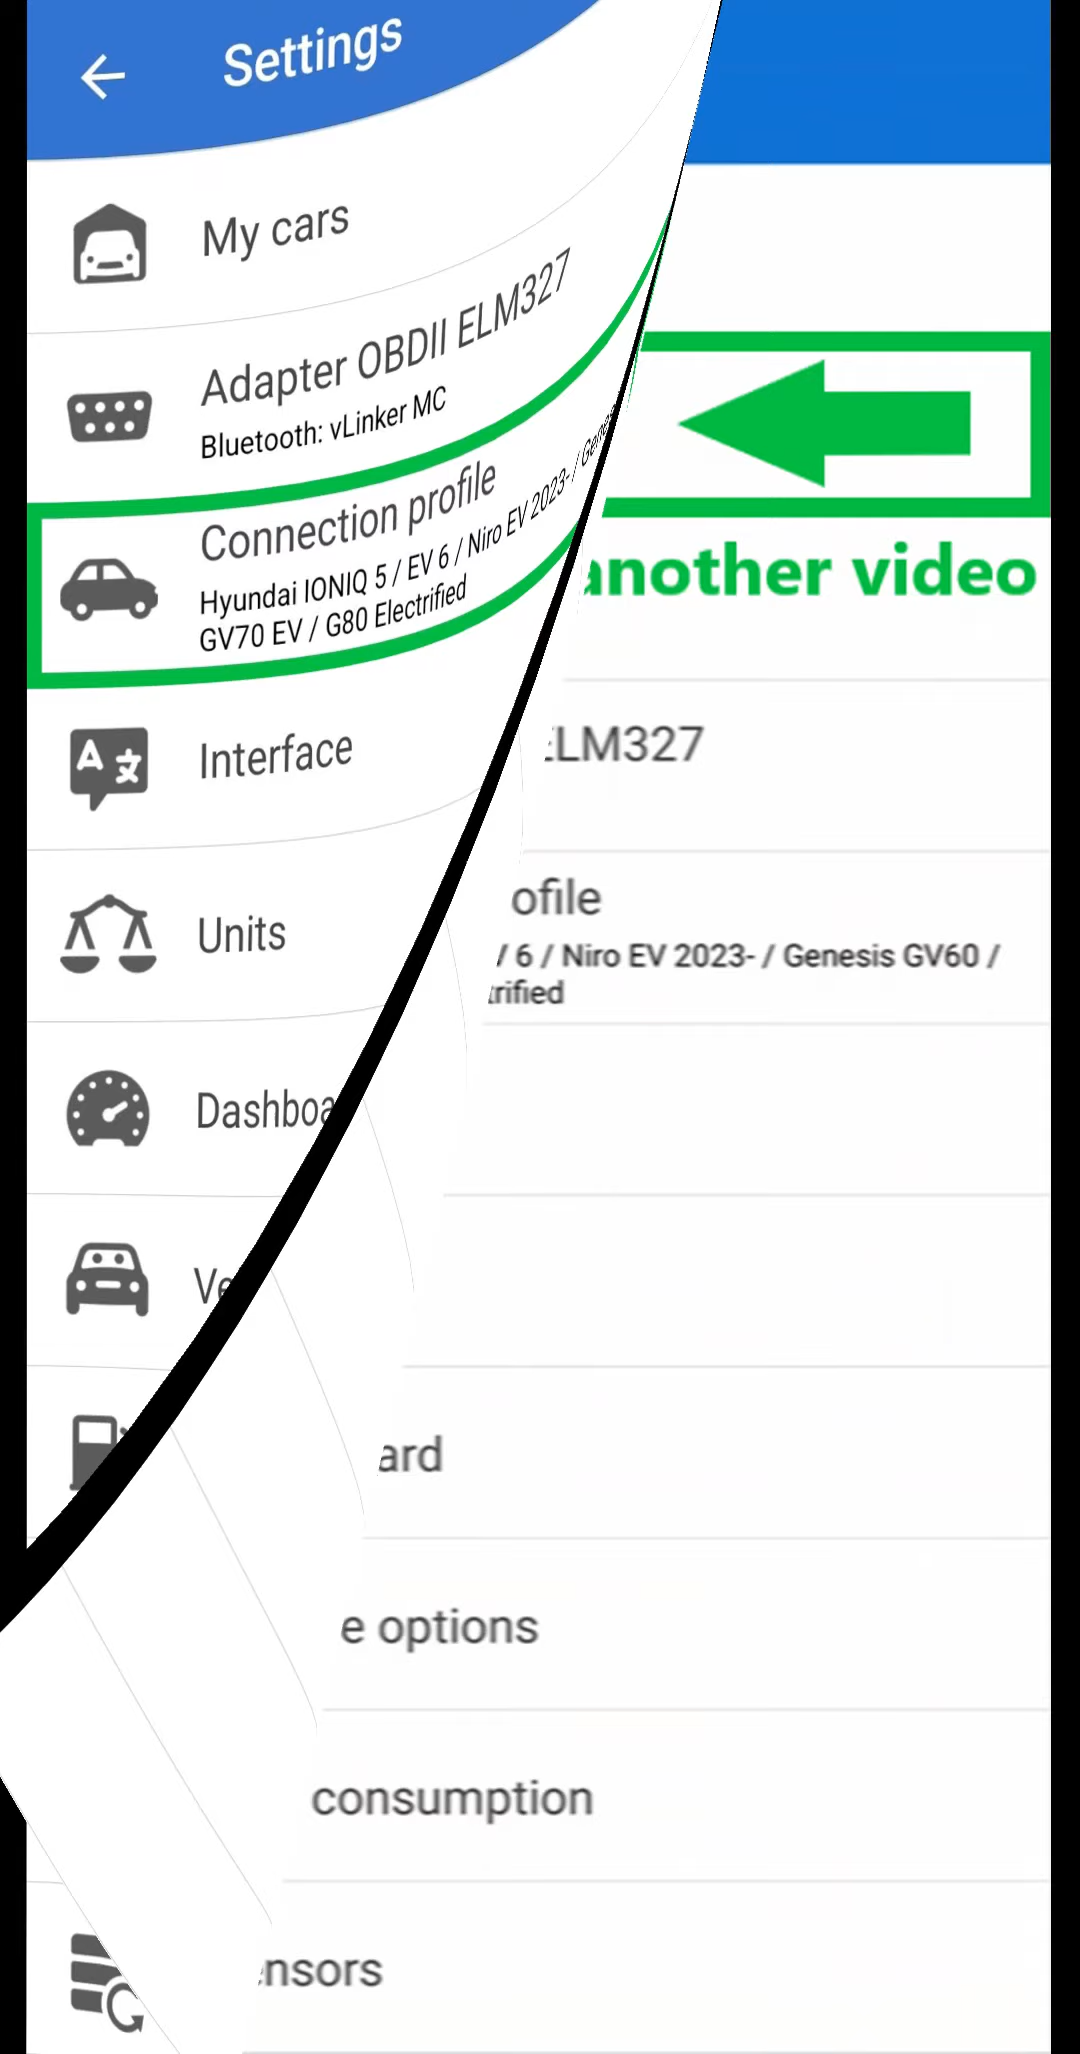 Settings
My cars
Adapter OBDII ELM327
Bluetooth: vLinker MC
Connection profile
Hyundai IONIQ 5 / EV 6 / Niro EV 2023- / Genes
GV70 EV / G80 Electrified
Interface
Units
Dashboa
Ve
another video
LM327
ofile
/ 6 / Niro EV 2023- / Genesis GV60 /
rified
ard
e options
consumption
nsors